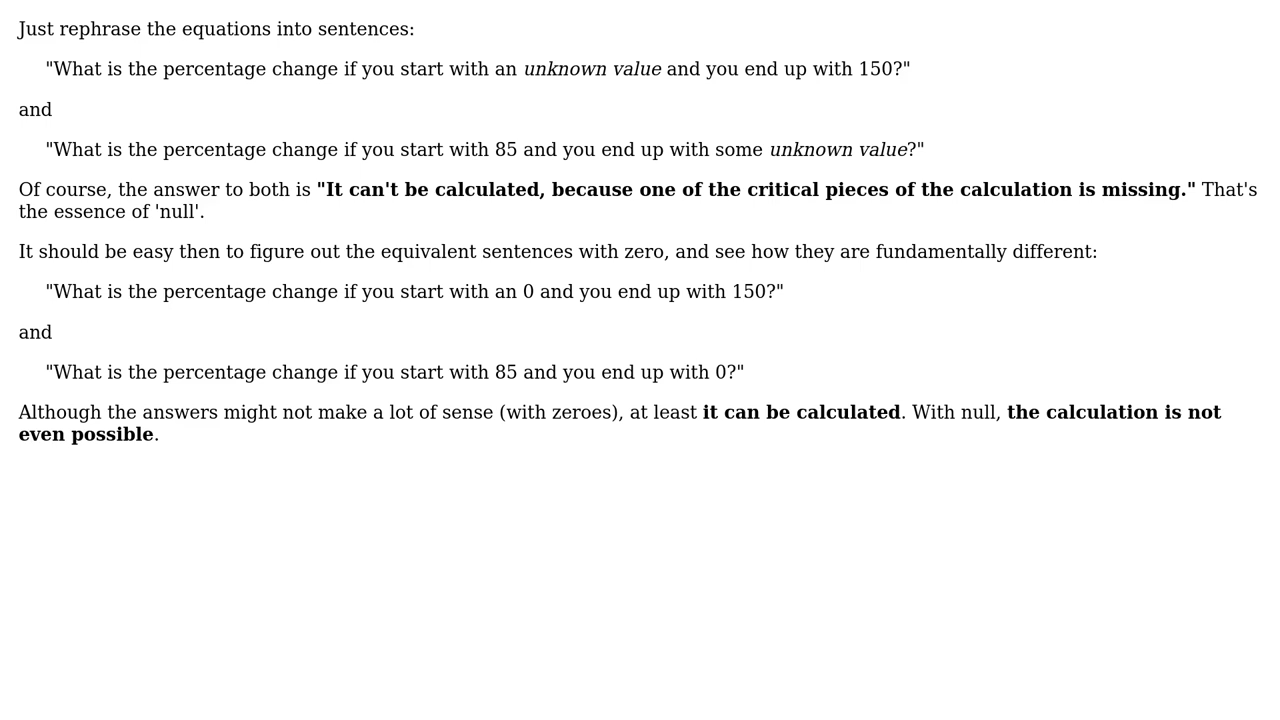 Just rephrase the equations into sentences:
"What is the percentage change if you start with an unknown value and you end up with 150?"
and
"What is the percentage change if you start with 85 and you end up with some unknown value?"
Of course, the answer to both is "It can't be calculated, because one of the critical pieces of the calculation is missing." That's
the essence of 'null'.
It should be easy then to figure out the equivalent sentences with zero, and see how they are fundamentally different:
"What is the percentage change if you start with an 0 and you end up with 150?"
and
"What is the percentage change if you start with 85 and you end up with 0?"
Although the answers might not make a lot of sense (with zeroes), at least it can be calculated. With null, the calculation is not
even possible.